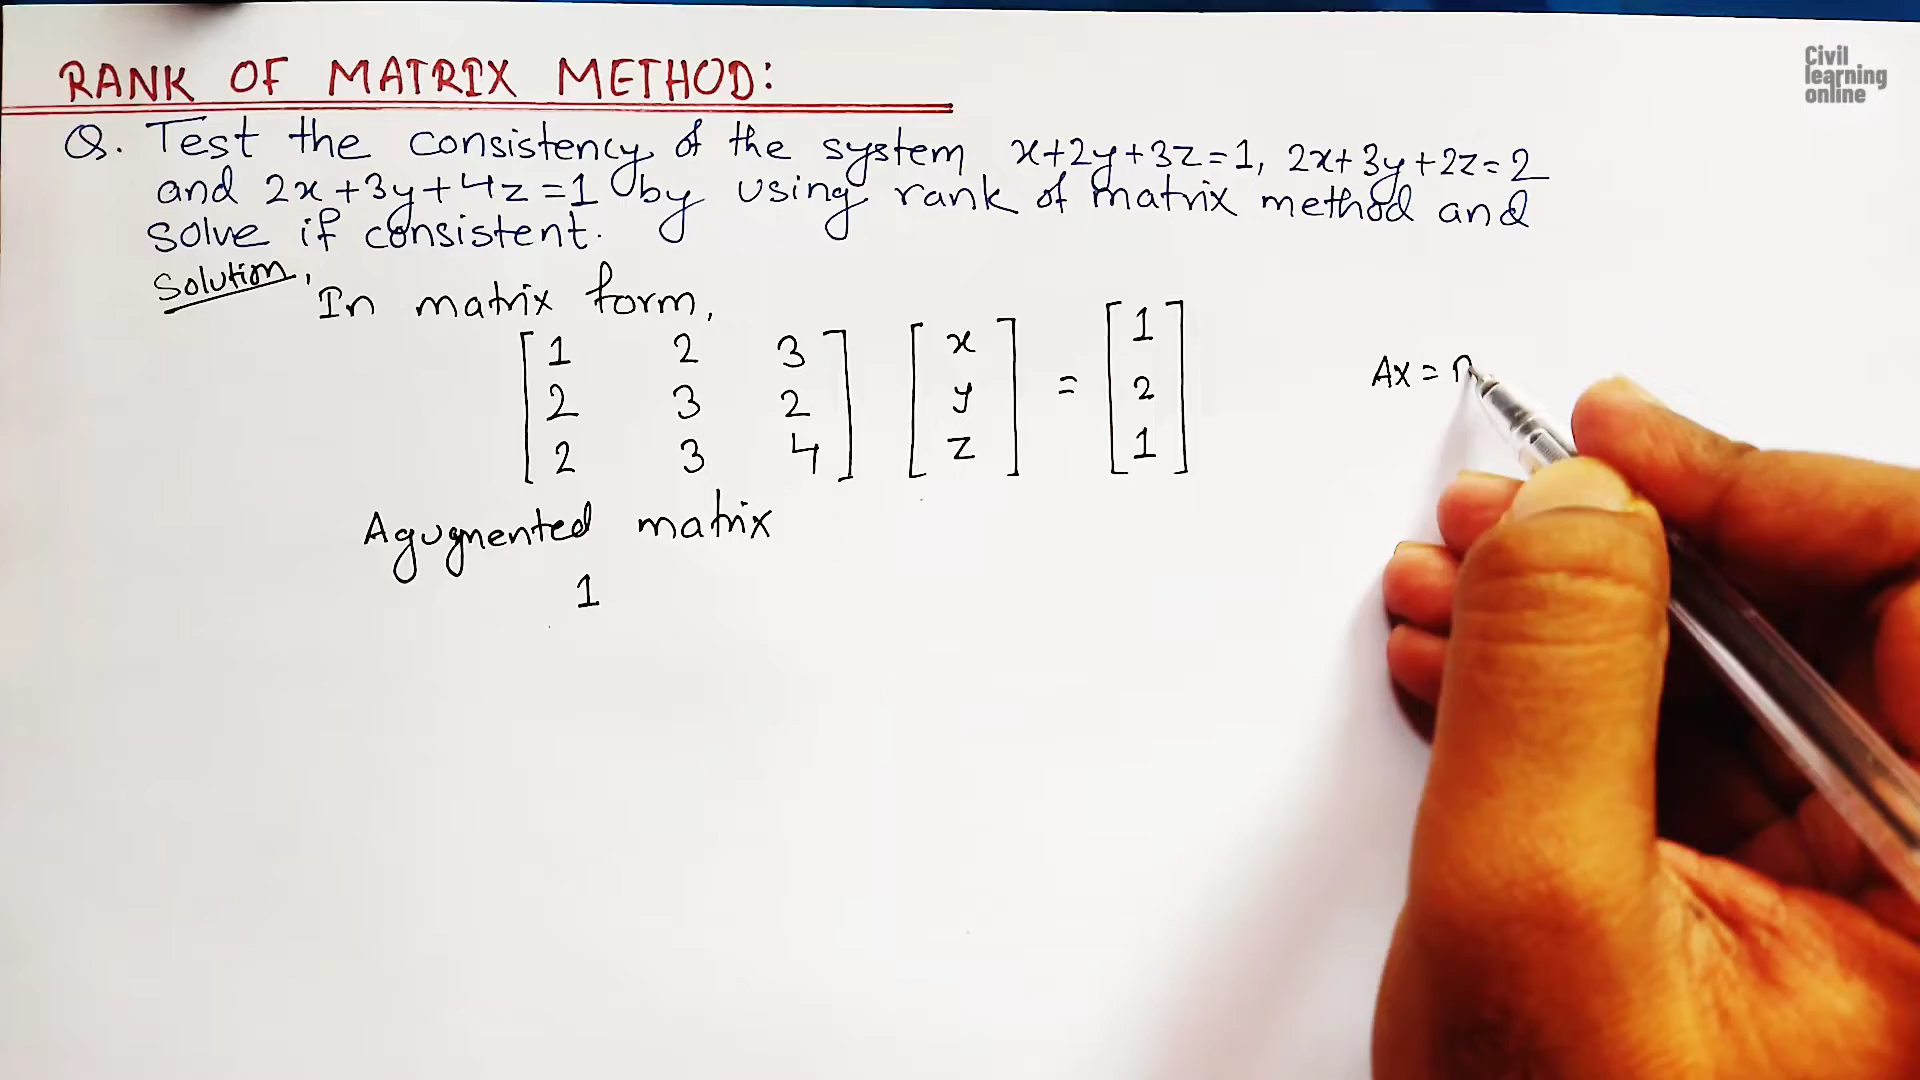 RANK OF MATRIX METHOD:
Civil
learning
online
Q. Test the consistency of the system x+2y+3z=1, 2x+3y+2z=2
and 2x+3y+4z=1 by using rank of matrix method and
solve if consistent.
Solution,
In matrix form,
[1 2 3] [x] = [1]
[2 3 2] [y] [2]
[2 3 4] [z] [1]
Ax =
Agugnented matrix
1